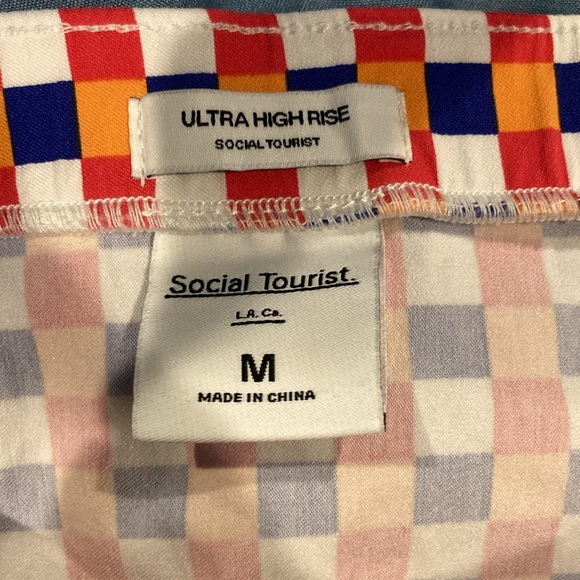 ULTRA HIGH RISE
SOCIAL TOURIST
Social Tourist.
L.A. Ca.
M
MADE IN CHINA